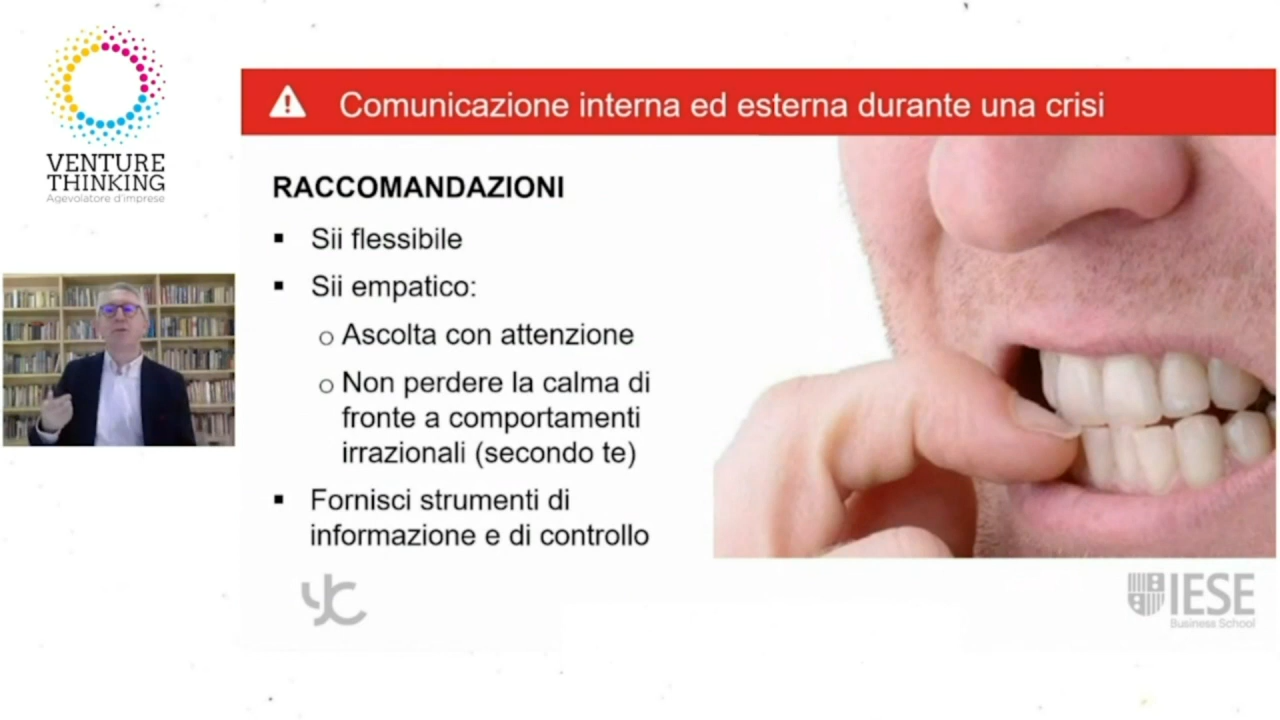 VENTURE
THINKING
Agevolatore d'imprese
Comunicazione interna ed esterna durante una crisi
RACCOMANDAZIONI
▪ Sii flessibile
▪ Sii empatico:
o Ascolta con attenzione
o Non perdere la calma di
fronte a comportamenti
irrazionali (secondo te)
▪ Fornisci strumenti di
informazione e di controllo
yc
IESE
Business School